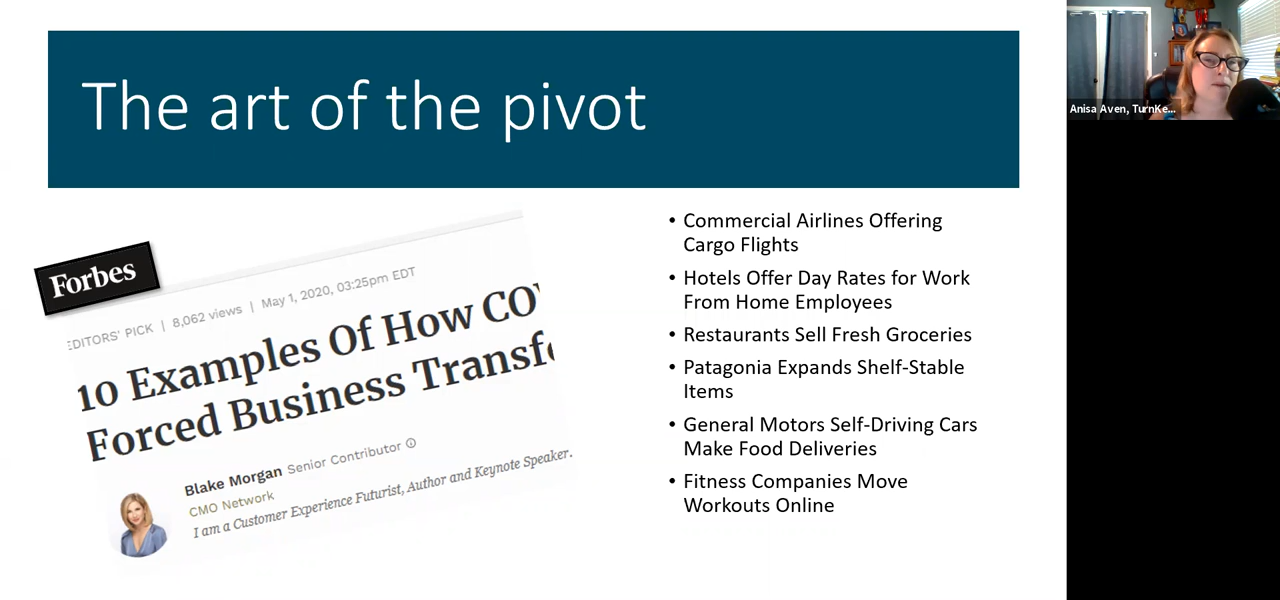 The art of the pivot
Forbes
EDITORS' PICK | 8,062 views | May 1, 2020, 03:25pm EDT
10 Examples Of How CO
Forced Business Transf
Blake Morgan Senior Contributor
CMO Network
I am a Customer Experience Futurist, Author and Keynote Speaker.
• Commercial Airlines Offering
Cargo Flights
• Hotels Offer Day Rates for Work
From Home Employees
• Restaurants Sell Fresh Groceries
• Patagonia Expands Shelf-Stable
Items
• General Motors Self-Driving Cars
Make Food Deliveries
• Fitness Companies Move
Workouts Online
Anisa Aven, TurnKe...